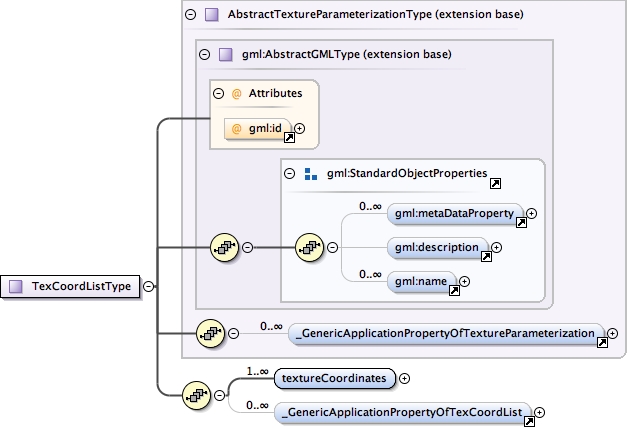 AbstractTextureParameterizationType (extension base)
gml:AbstractGMLType (extension base)
@ Attributes
@ gml:id
gml:StandardObjectProperties
0..∞
gml:metaDataProperty
gml:description
0..∞
gml:name
TexCoordListType
0..∞
_GenericApplicationPropertyOfTextureParameterization
1..∞
textureCoordinates
0..∞
_GenericApplicationPropertyOfTexCoordList